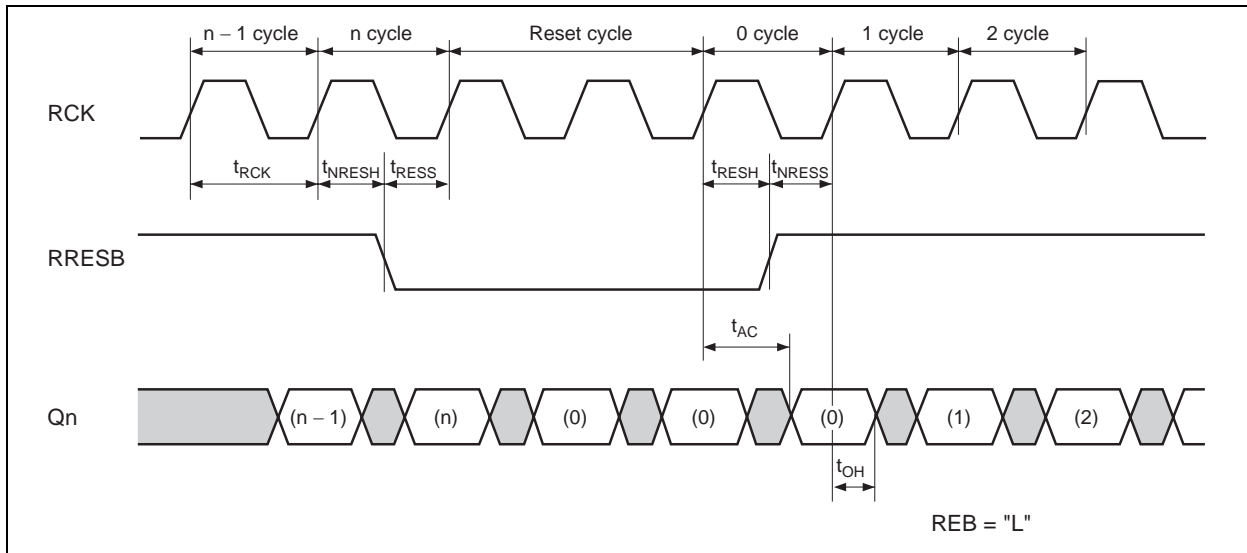 n – 1 cycle n cycle Reset cycle 0 cycle 1 cycle 2 cycle
RCK
tRCK tNRESH tRESS tRESH tNRESS
RRESB
tAC
Qn (n – 1) (n) (0) (0) (0) (1) (2)
tOH
REB = "L"